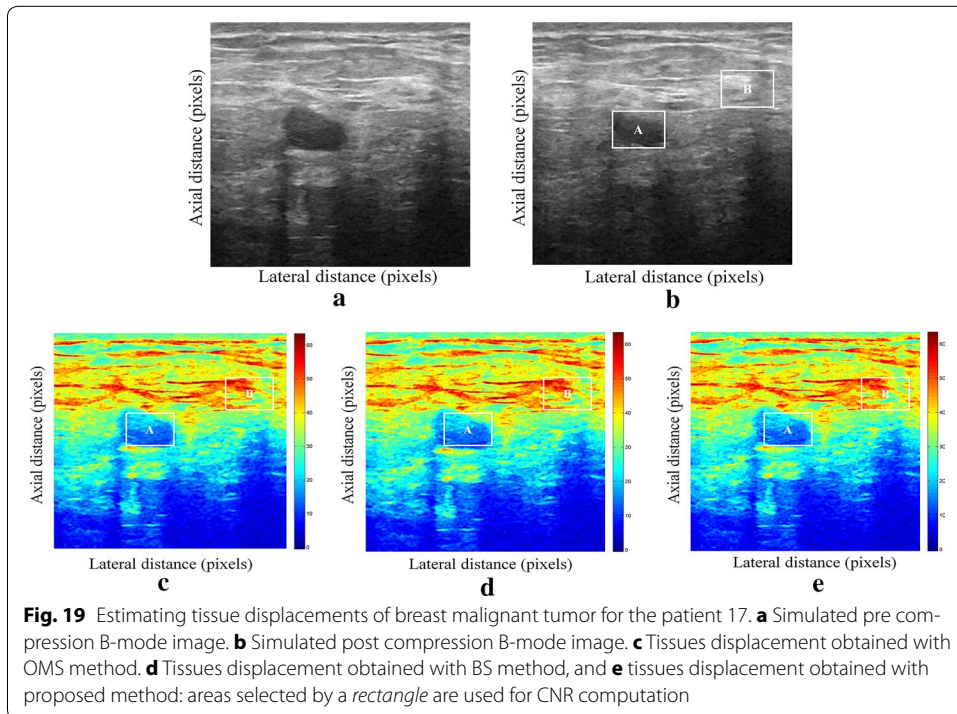 Axial distance (pixels)
Lateral distance (pixels)
a
Axial distance (pixels)
A
B
Lateral distance (pixels)
b
Axial distance (pixels)
A
B
60
50
40
30
20
10
0
Lateral distance (pixels)
c
Axial distance (pixels)
A
B
60
50
40
30
20
10
0
Lateral distance (pixels)
d
Axial distance (pixels)
A
B
60
50
40
30
20
10
0
Lateral distance (pixels)
e
Fig. 19 Estimating tissue displacements of breast malignant tumor for the patient 17. a Simulated pre com-
pression B-mode image. b Simulated post compression B-mode image. c Tissues displacement obtained with
OMS method. d Tissues displacement obtained with BS method, and e tissues displacement obtained with
proposed method: areas selected by a rectangle are used for CNR computation